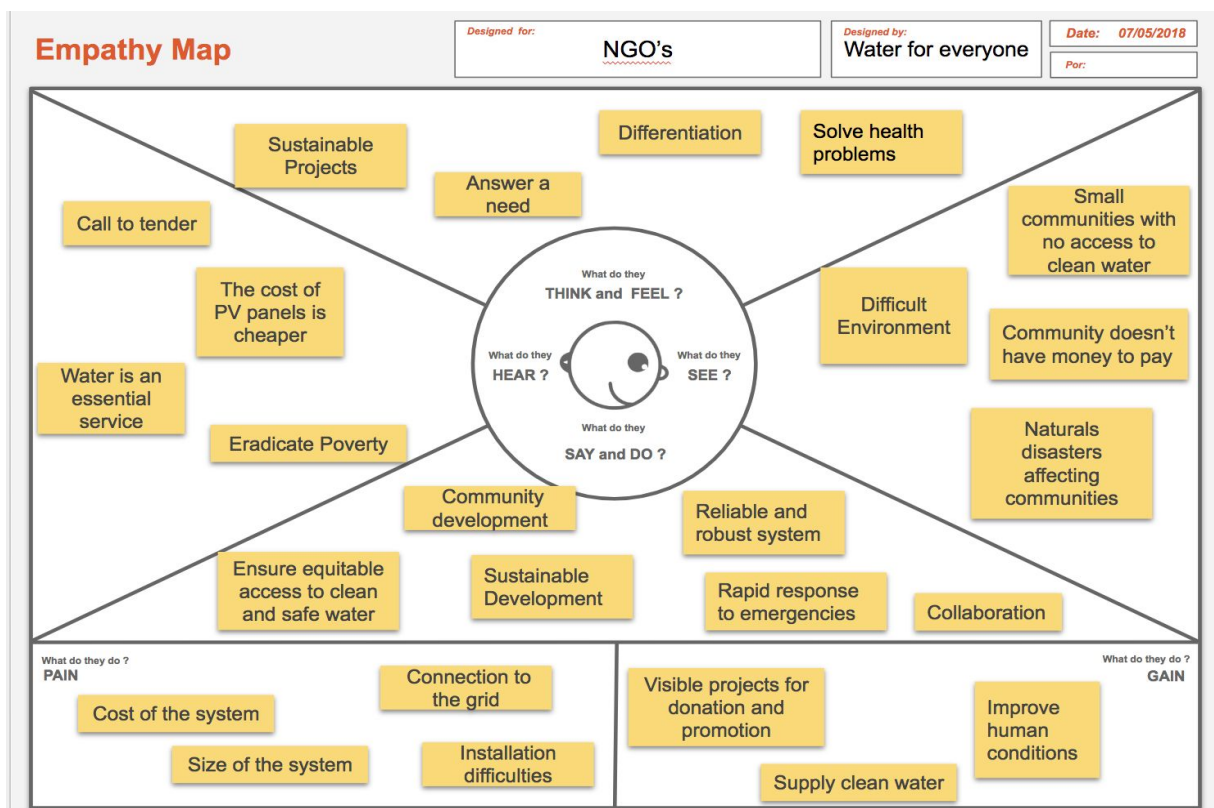 Empathy Map
Designed for:
NGO's
Designed by:
Water for everyone
Date: 07/05/2018
Por:
Sustainable
Projects
Answer a
need
Differentiation
Solve health
problems
Call to tender
The cost of
PV panels is
cheaper
Water is an
essential
service
Eradicate Poverty
What do they
THINK and FEEL ?
What do they
HEAR ?
What do they
SEE ?
What do they
SAY and DO ?
Small
communities with
no access to
clean water
Difficult
Environment
Community doesn't
have money to pay
Naturals
disasters
affecting
communities
Community
development
Ensure equitable
access to clean
and safe water
Sustainable
Development
Reliable and
robust system
Rapid response
to emergencies
Collaboration
What do they do ?
PAIN
Cost of the system
Connection to
the grid
Size of the system
Installation
difficulties
What do they do ?
GAIN
Visible projects for
donation and
promotion
Improve
human
conditions
Supply clean water